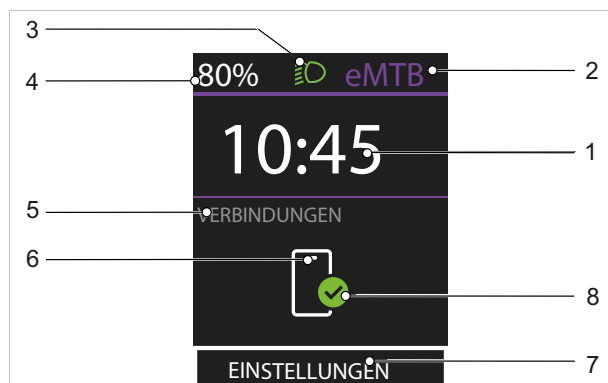 3
4 80% eMTB 2
10:45 1
5 VERBINDUNGEN
6
8
EINSTELLUNGEN 7